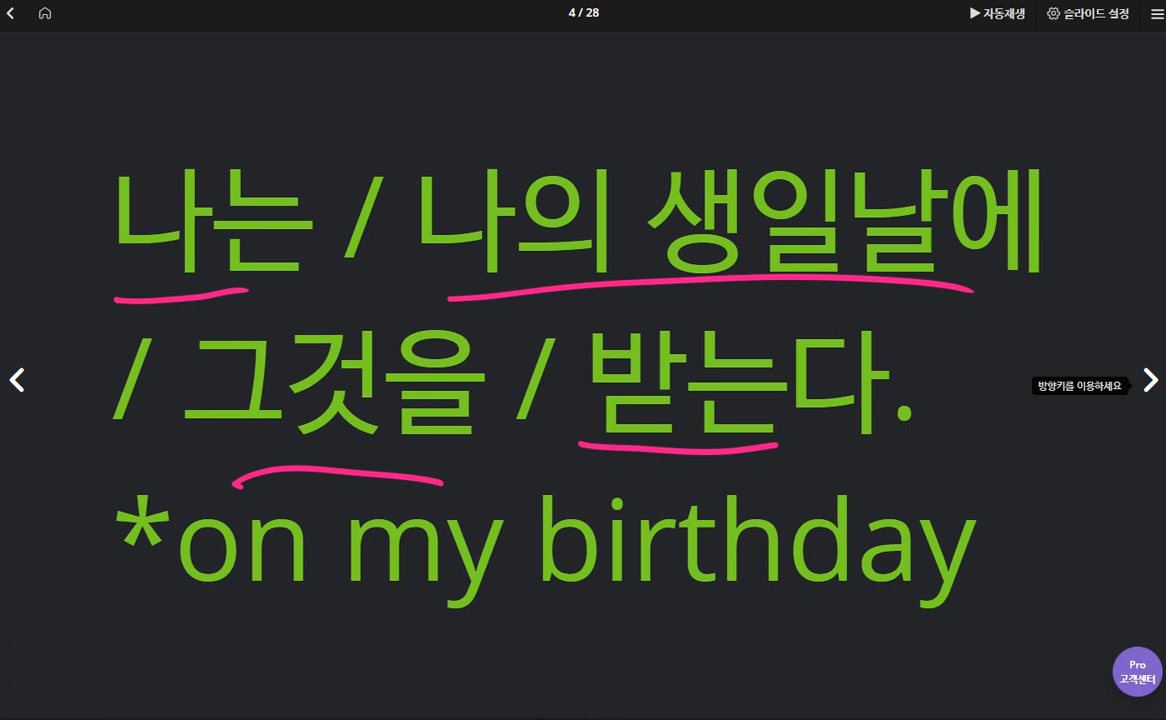 4 / 28
자동재생
슬라이드 설정
나는 / 나의 생일날에
/ 그것을 / 받는다.
방향키를 이용하세요
*on my birthday
Pro
고객센터